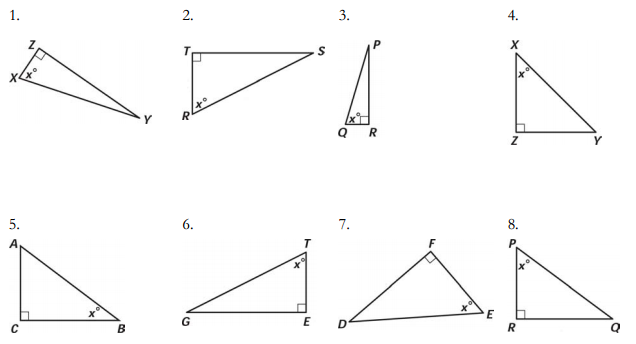 1. 2. 3. 4.
Z T S P X
X x° x° x° x°
Y R Q R Z Y
5. 6. 7. 8.
A T F P
x° x° x° x°
C B G E D E R Q